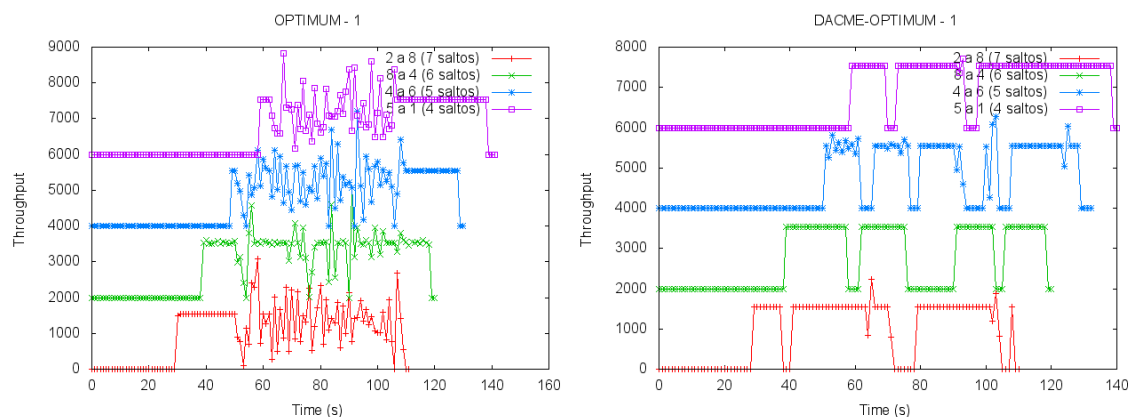 OPTIMUM - 1
9000
8000
7000
6000
5000
4000
3000
2000
1000
0
Throughput
2 a 8 (7 saltos)
8 a 4 (6 saltos)
4 a 6 (5 saltos)
5 a 1 (4 saltos)
0 20 40 60 80 100 120 140 160
Time (s)
DACME-OPTIMUM - 1
8000
7000
6000
5000
4000
3000
2000
1000
0
Throughput
2 a 8 (7 saltos)
8 a 4 (6 saltos)
4 a 6 (5 saltos)
5 a 1 (4 saltos)
0 20 40 60 80 100 120 140
Time (s)